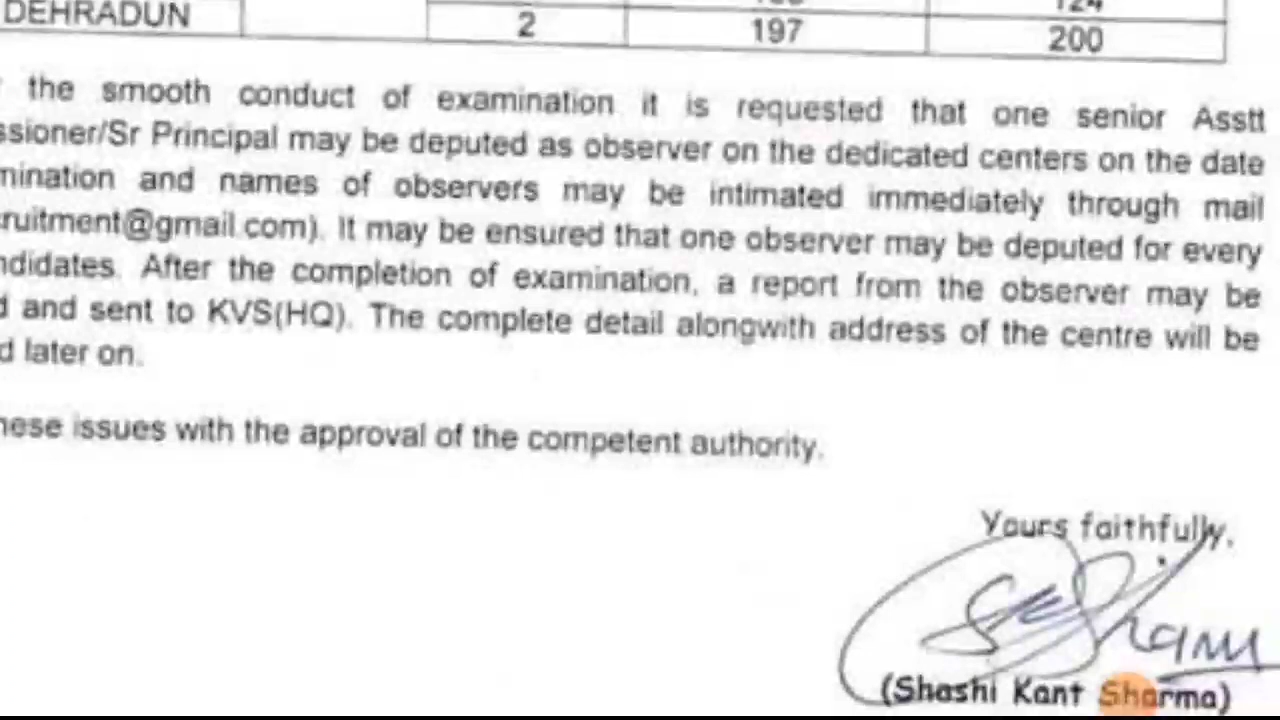 DEHRADUN 2 197 200
the smooth conduct of examination it is requested that one senior Asstt
ssioner/Sr Principal may be deputed as observer on the dedicated centers on the date
mination and names of observers may be intimated immediately through mail
ruitment@gmail.com). It may be ensured that one observer may be deputed for every
ndidates. After the completion of examination, a report from the observer may be
d and sent to KVS(HQ). The complete detail alongwith address of the centre will be
d later on.
hese issues with the approval of the competent authority.
Yours faithfully,
(Shashi Kant Sharma)